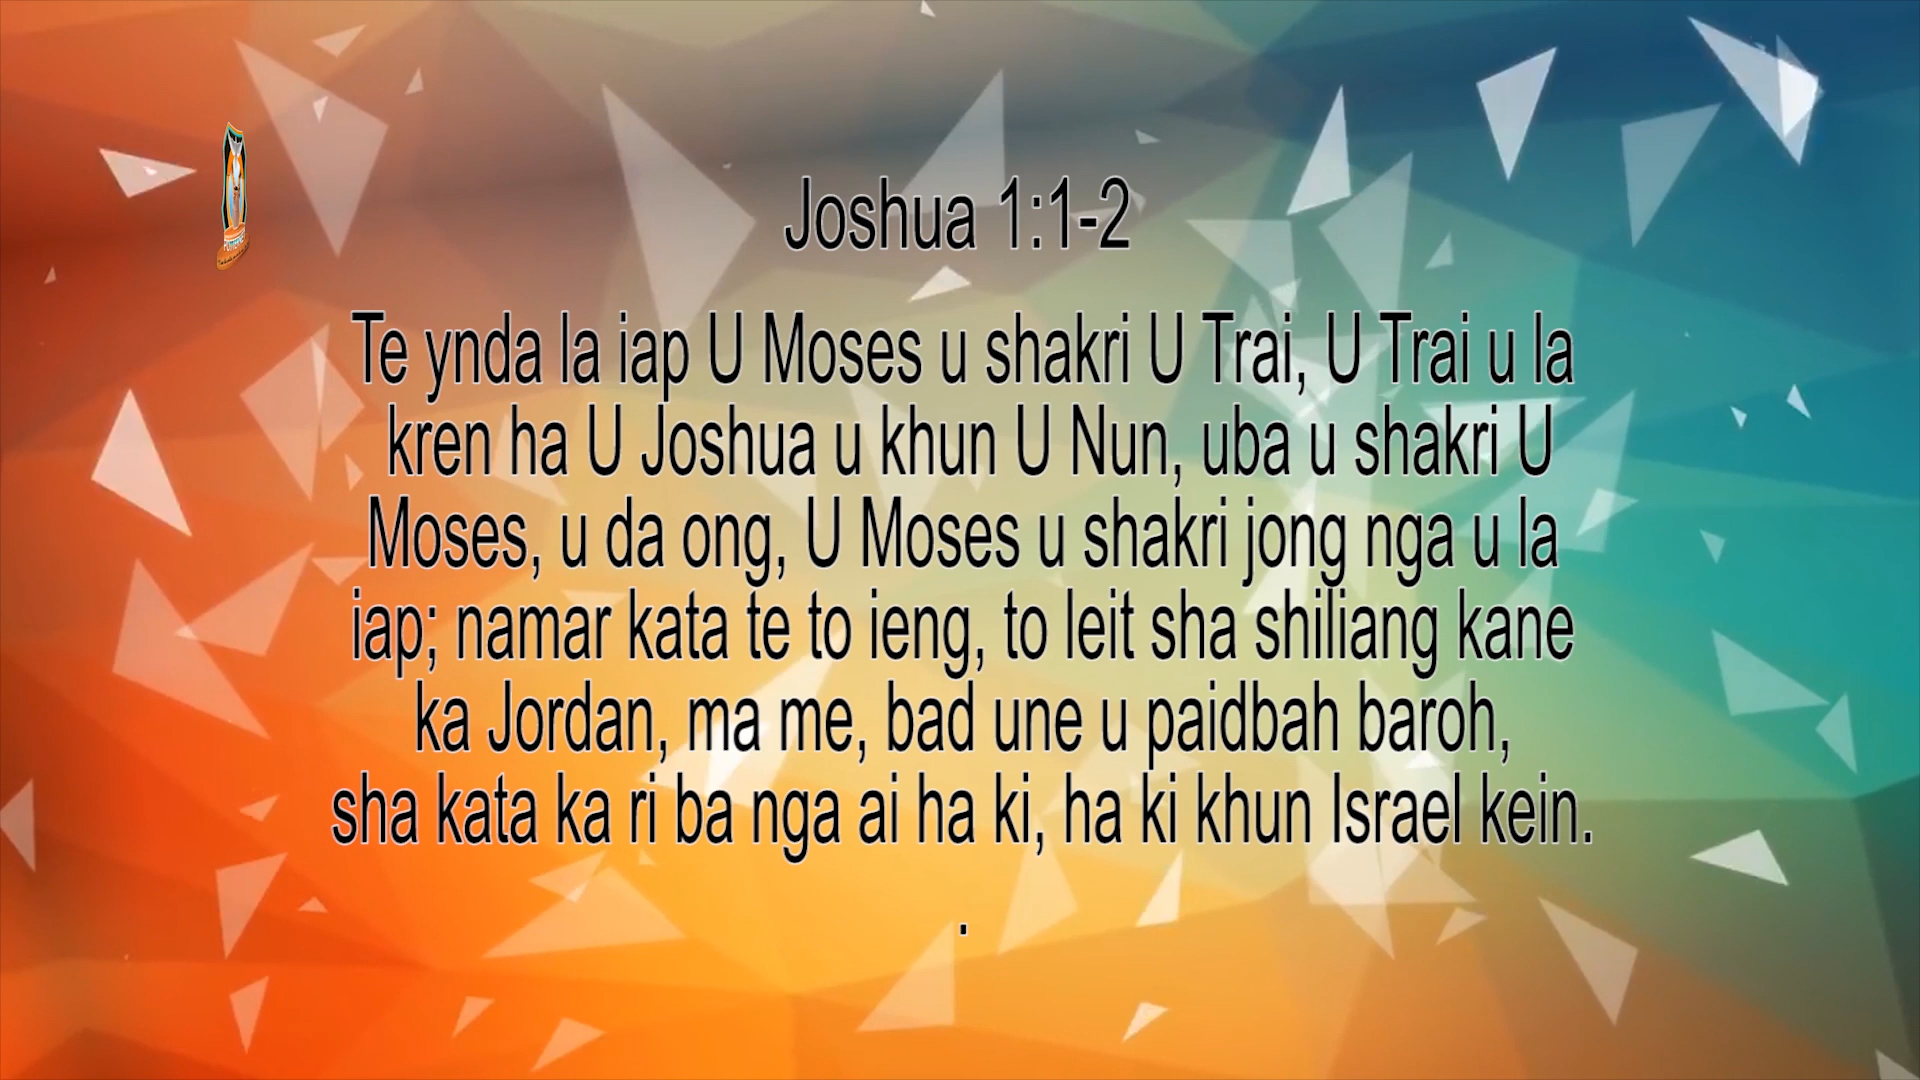 Joshua 1:1-2
Te ynda la iap U Moses u shakri U Trai, U Trai u la
kren ha U Joshua u khun U Nun, uba u shakri U
Moses, u da ong, U Moses u shakri jong nga u la
iap; namar kata te to ieng, to leit sha shiliang kane
ka Jordan, ma me, bad une u paidbah baroh,
sha kata ka ri ba nga ai ha ki, ha ki khun Israel kein.
.